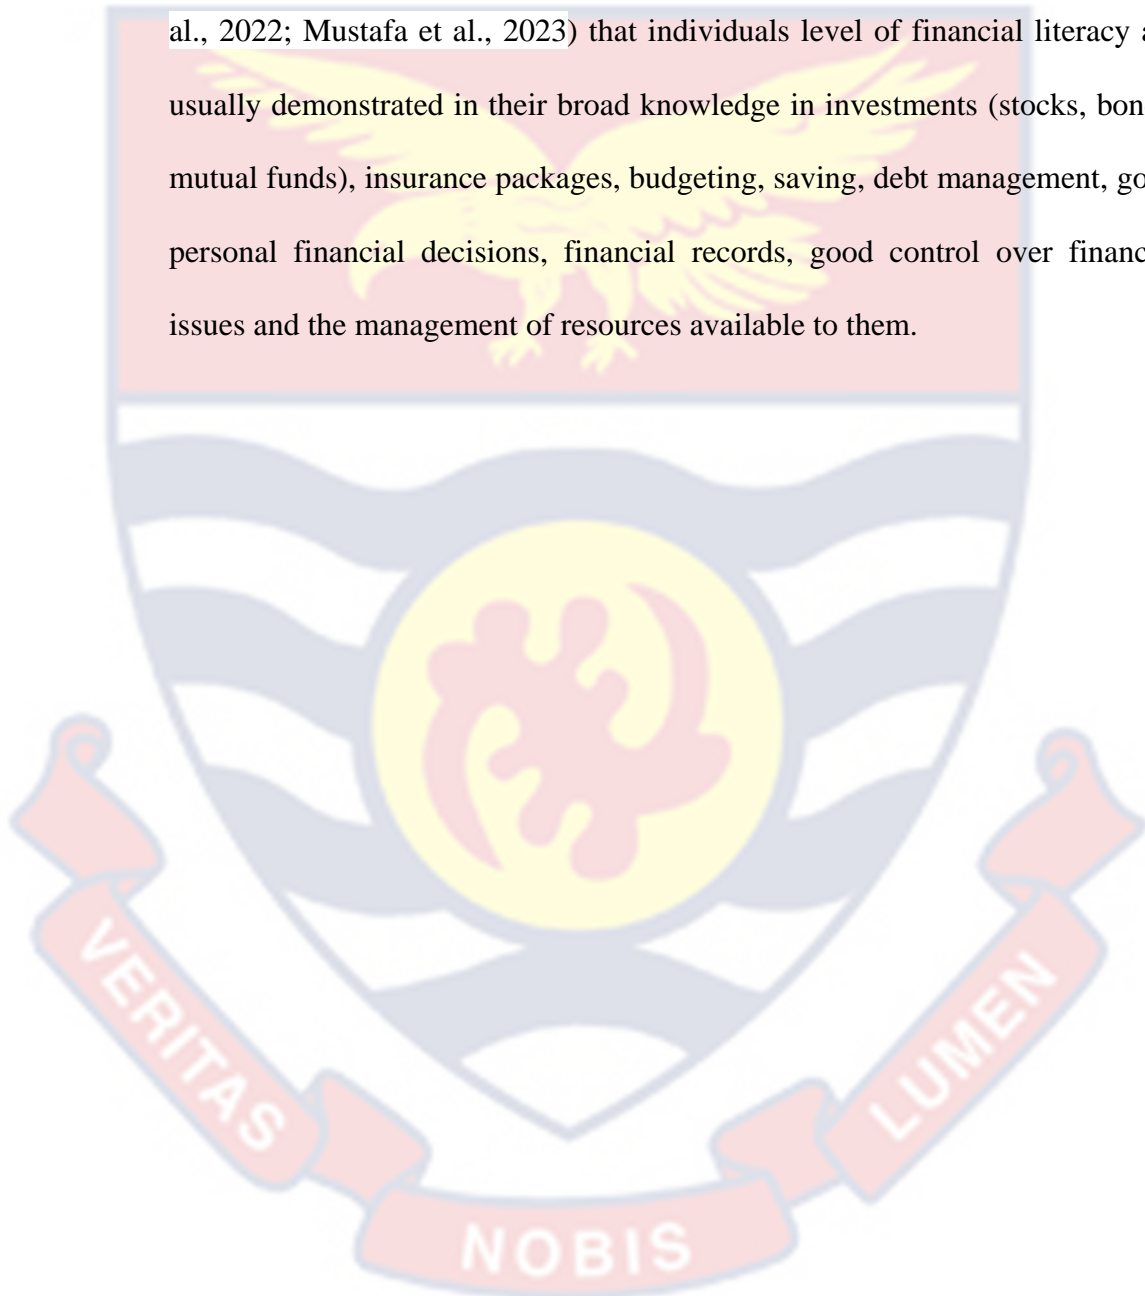 al., 2022; Mustafa et al., 2023) that individuals level of financial literacy a
usually demonstrated in their broad knowledge in investments (stocks, bon
mutual funds), insurance packages, budgeting, saving, debt management, go
personal financial decisions, financial records, good control over financ
issues and the management of resources available to them.
VERITAS
NOBIS
LUMEN